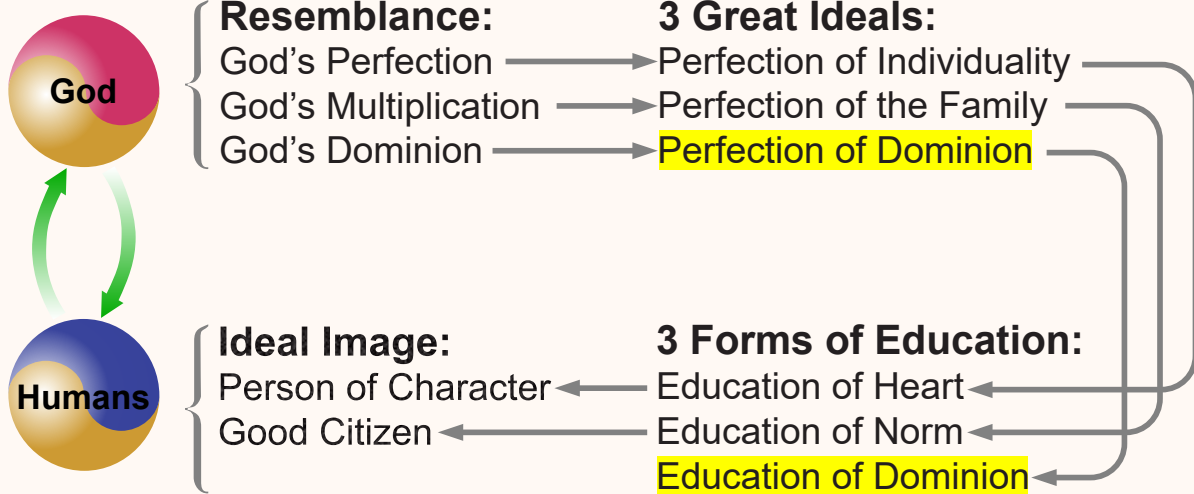 God
Resemblance:
God's Perfection
God's Multiplication
God's Dominion
3 Great Ideals:
Perfection of Individuality
Perfection of the Family
Perfection of Dominion
Humans
Ideal Image:
Person of Character
Good Citizen
3 Forms of Education:
Education of Heart
Education of Norm
Education of Dominion